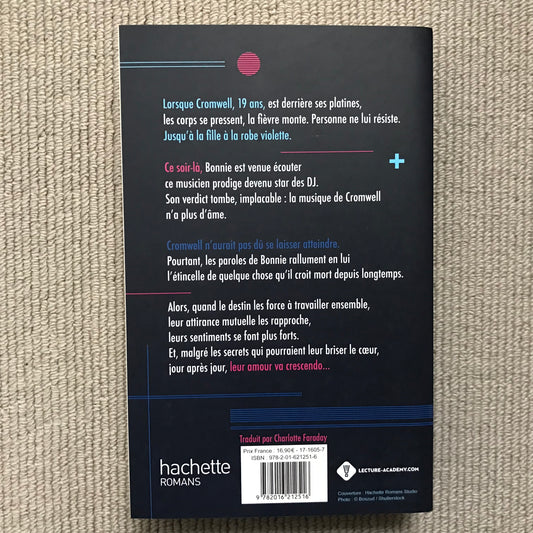 Lorsque Cromwell, 19 ans, est derrière ses platines,
les corps se pressent, la fièvre monte. Personne ne lui résiste.
Jusqu'à la fille à la robe violette.
Ce soir-là, Bonnie est venue écouter
ce musicien prodige devenu star des DJ.
Son verdict tombe, implacable : la musique de Cromwell
n'a plus d'âme.
Cromwell n'aurait pas dû se laisser atteindre.
Pourtant, les paroles de Bonnie rallument en lui
l'étincelle de quelque chose qu'il croit mort depuis longtemps.
Alors, quand le destin les force à travailler ensemble,
leur attirance mutuelle les rapproche,
leurs sentiments se font plus forts.
Et, malgré les secrets qui pourraient leur briser le cœur,
jour après jour, leur amour va crescendo...
Traduit par Charlotte Faraday
hachette
ROMANS
Prix France : 16,90€ - 17-1605-7
ISBN : 978-2-01-621251-6
9 782016 212516
LECTURE-ACADEMY.COM
Couverture : Hachette Romans Studio
Photo : © Bokzud / Shutterstock